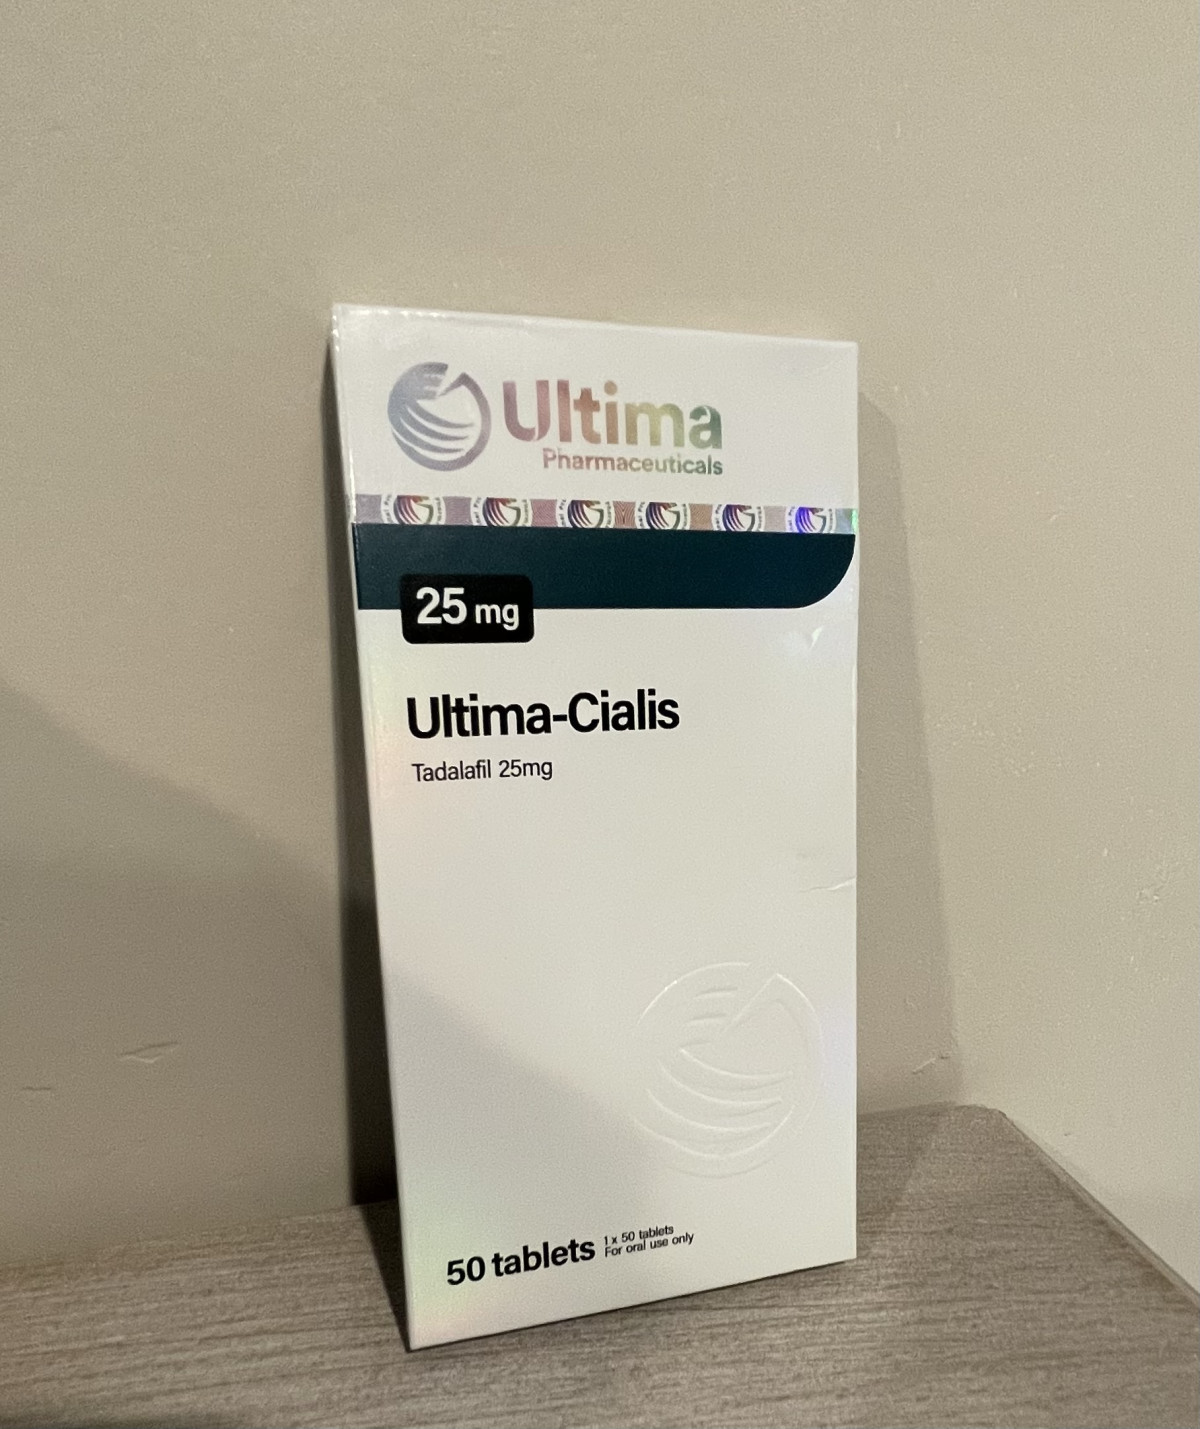 Ultima
Pharmaceuticals
25 mg
Ultima-Cialis
Tadalafil 25mg
50 tablets
1 x 50 tablets
For oral use only